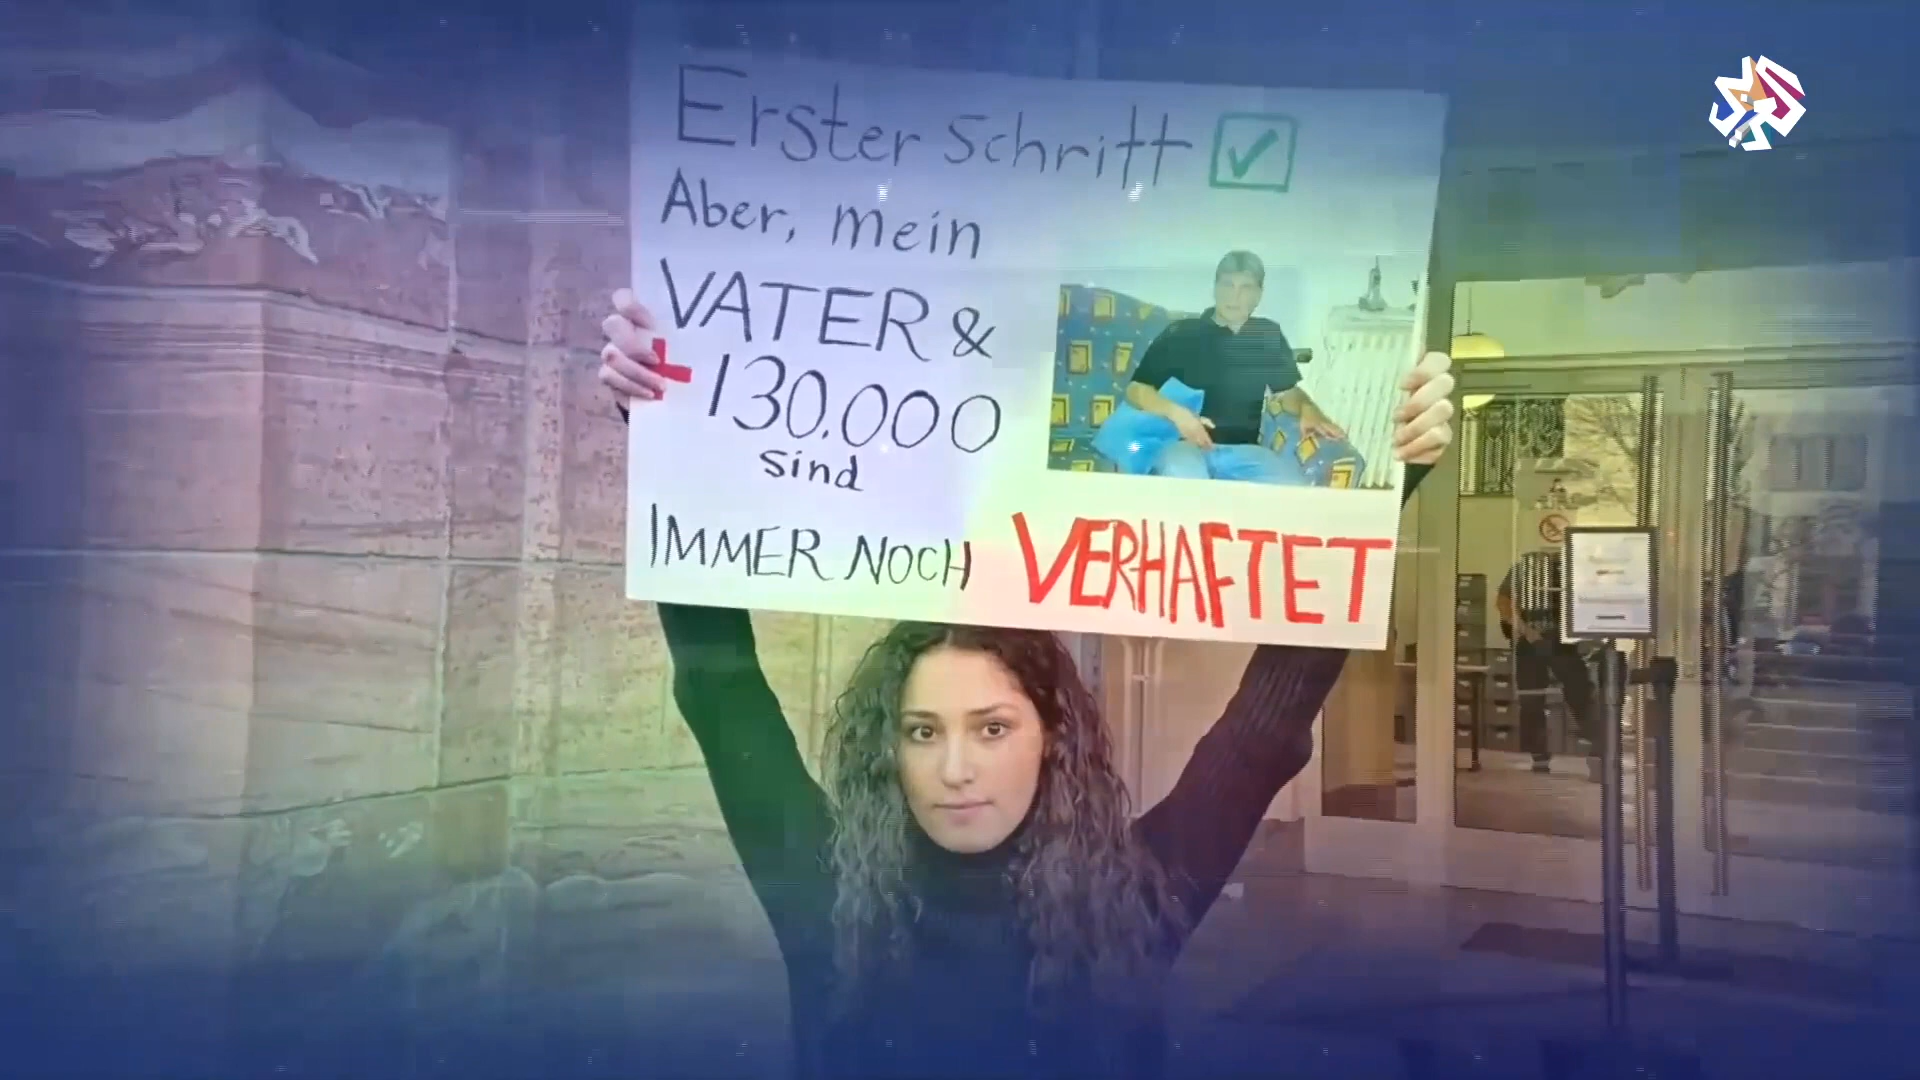 Erster Schritt
Aber, mein
VATER &
+ 130.000
sind
IMMER NOCH VERHAFTET